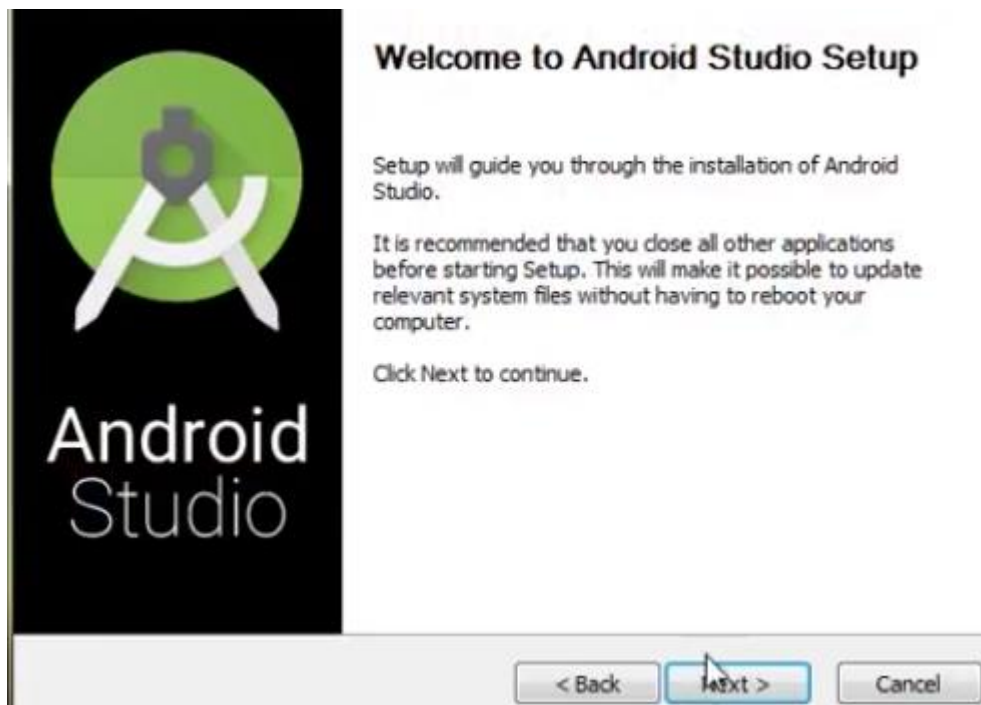 Welcome to Android Studio Setup
Setup will guide you through the installation of Android
Studio.
It is recommended that you close all other applications
before starting Setup. This will make it possible to update
relevant system files without having to reboot your
computer.
Click Next to continue.
Android
Studio
< Back Next > Cancel